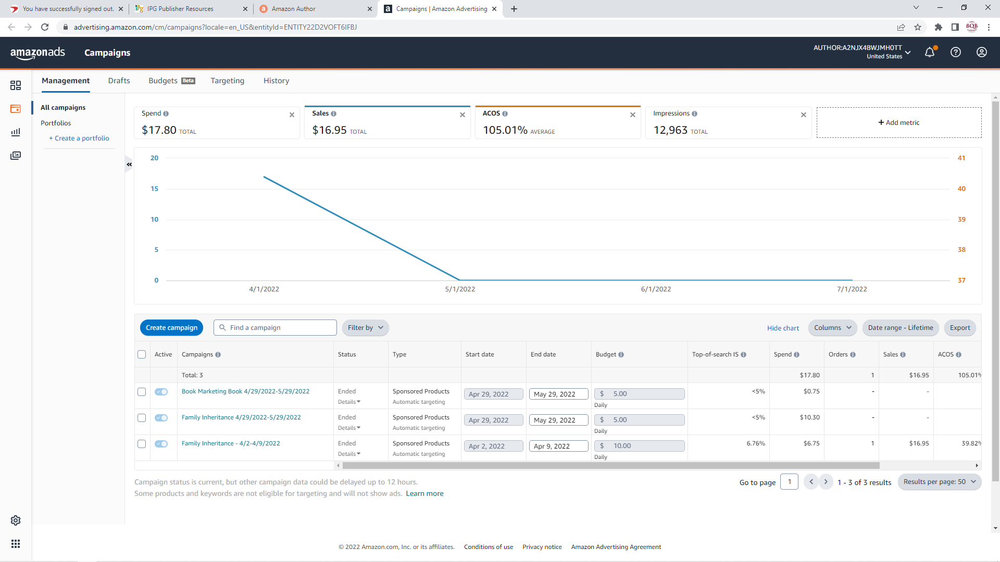 You have successfully signed out.
IPG Publisher Resources
Amazon Author
Campaigns | Amazon Advertising
advertising.amazon.com/cm/campaigns?locale=en_US&entityId=ENTITY22D2VOFT6IFBJ
BQB
amazonads
Campaigns
AUTHOR:A2NJX4BWJMH0TT
United States
Management
Drafts
Budgets Beta
Targeting
History
All campaigns
Portfolios
+ Create a portfolio
Spend
$17.80 TOTAL
Sales
$16.95 TOTAL
ACOS
105.01% AVERAGE
Impressions
12,963 TOTAL
+ Add metric
20 41
15 40
10 39
5 38
0 37
4/1/2022 5/1/2022 6/1/2022 7/1/2022
Create campaign
Find a campaign
Filter by
Hide chart
Columns
Date range - Lifetime
Export
Active Campaigns Status Type Start date End date Budget Top-of-search IS Spend Orders Sales ACOS
Total: 3 $17.80 1 $16.95 105.01%
Book Marketing Book 4/29/2022-5/29/2022 Ended Sponsored Products Apr 29, 2022 May 29, 2022 $ 5.00 <5% $0.75 - -
Details Automatic targeting Daily
Family Inheritance 4/29/2022-5/29/2022 Ended Sponsored Products Apr 29, 2022 May 29, 2022 $ 5.00 <5% $10.30 - -
Details Automatic targeting Daily
Family Inheritance - 4/2-4/9/2022 Ended Sponsored Products Apr 2, 2022 Apr 9, 2022 $ 10.00 6.76% $6.75 1 $16.95 39.82%
Details Automatic targeting Daily
Campaign status is current, but other campaign data could be delayed up to 12 hours.
Some products and keywords are not eligible for targeting and will not show ads. Learn more
Go to page 1 1 - 3 of 3 results Results per page: 50
© 2022 Amazon.com, Inc. or its affiliates. Conditions of use Privacy notice Amazon Advertising Agreement